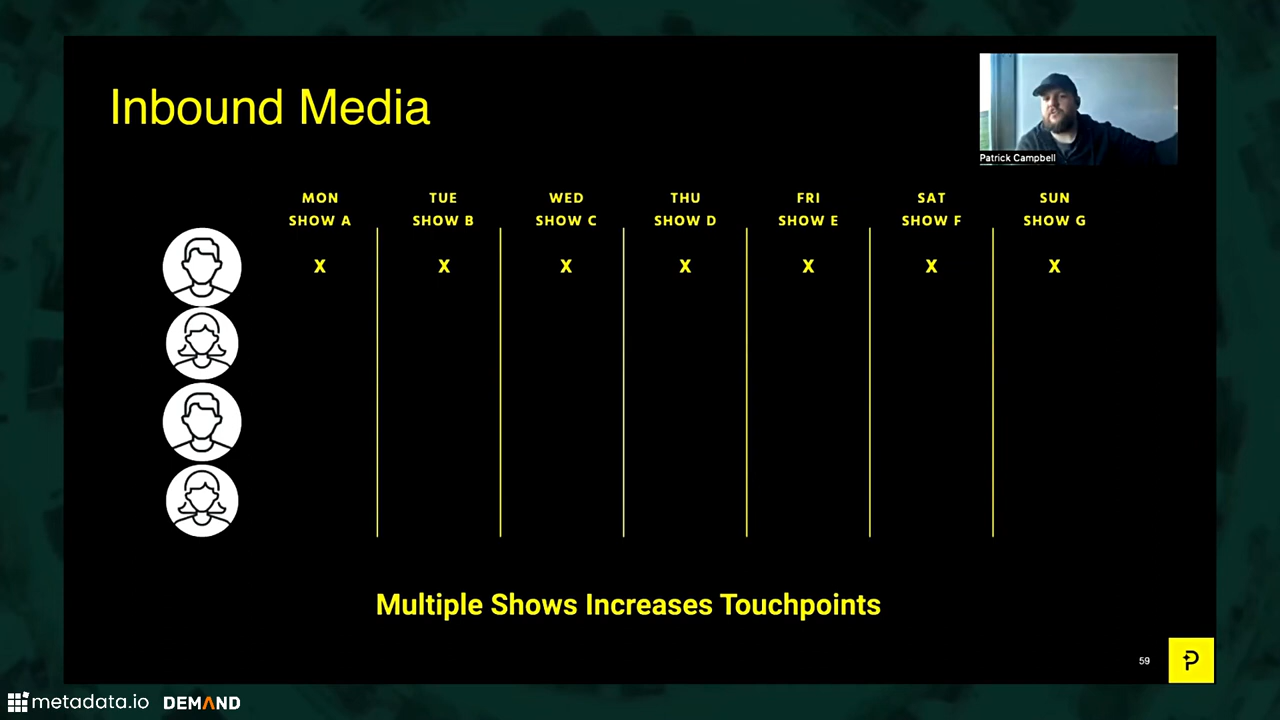 Inbound Media
Patrick Campbell
MON TUE WED THU FRI SAT SUN
SHOW A SHOW B SHOW C SHOW D SHOW E SHOW F SHOW G
X X X X X X X
Multiple Shows Increases Touchpoints
59
P
metadata.io DEMAND